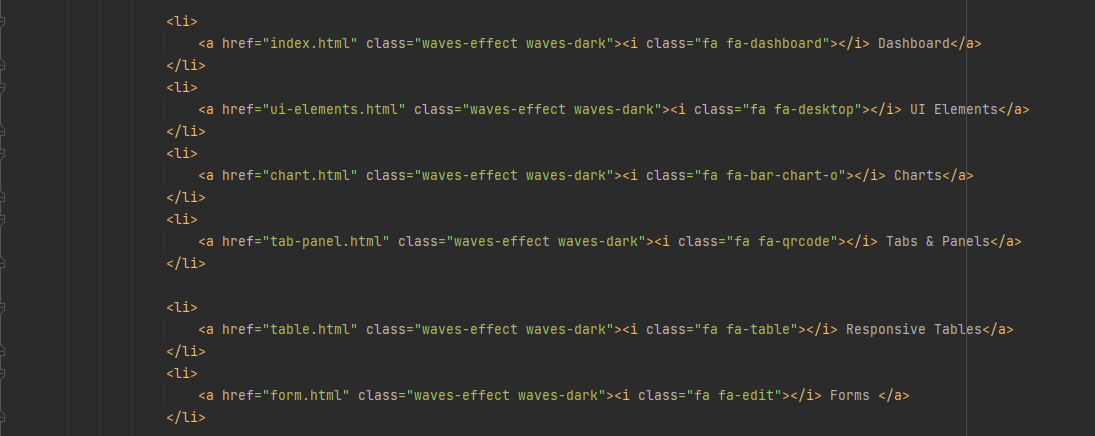 <li>
<a href="index.html" class="waves-effect waves-dark"><i class="fa fa-dashboard"></i> Dashboard</a>
</li>
<li>
<a href="ui-elements.html" class="waves-effect waves-dark"><i class="fa fa-desktop"></i> UI Elements</a>
</li>
<li>
<a href="chart.html" class="waves-effect waves-dark"><i class="fa fa-bar-chart-o"></i> Charts</a>
</li>
<li>
<a href="tab-panel.html" class="waves-effect waves-dark"><i class="fa fa-qrcode"></i> Tabs & Panels</a>
</li>
<li>
<a href="table.html" class="waves-effect waves-dark"><i class="fa fa-table"></i> Responsive Tables</a>
</li>
<li>
<a href="form.html" class="waves-effect waves-dark"><i class="fa fa-edit"></i> Forms </a>
</li>